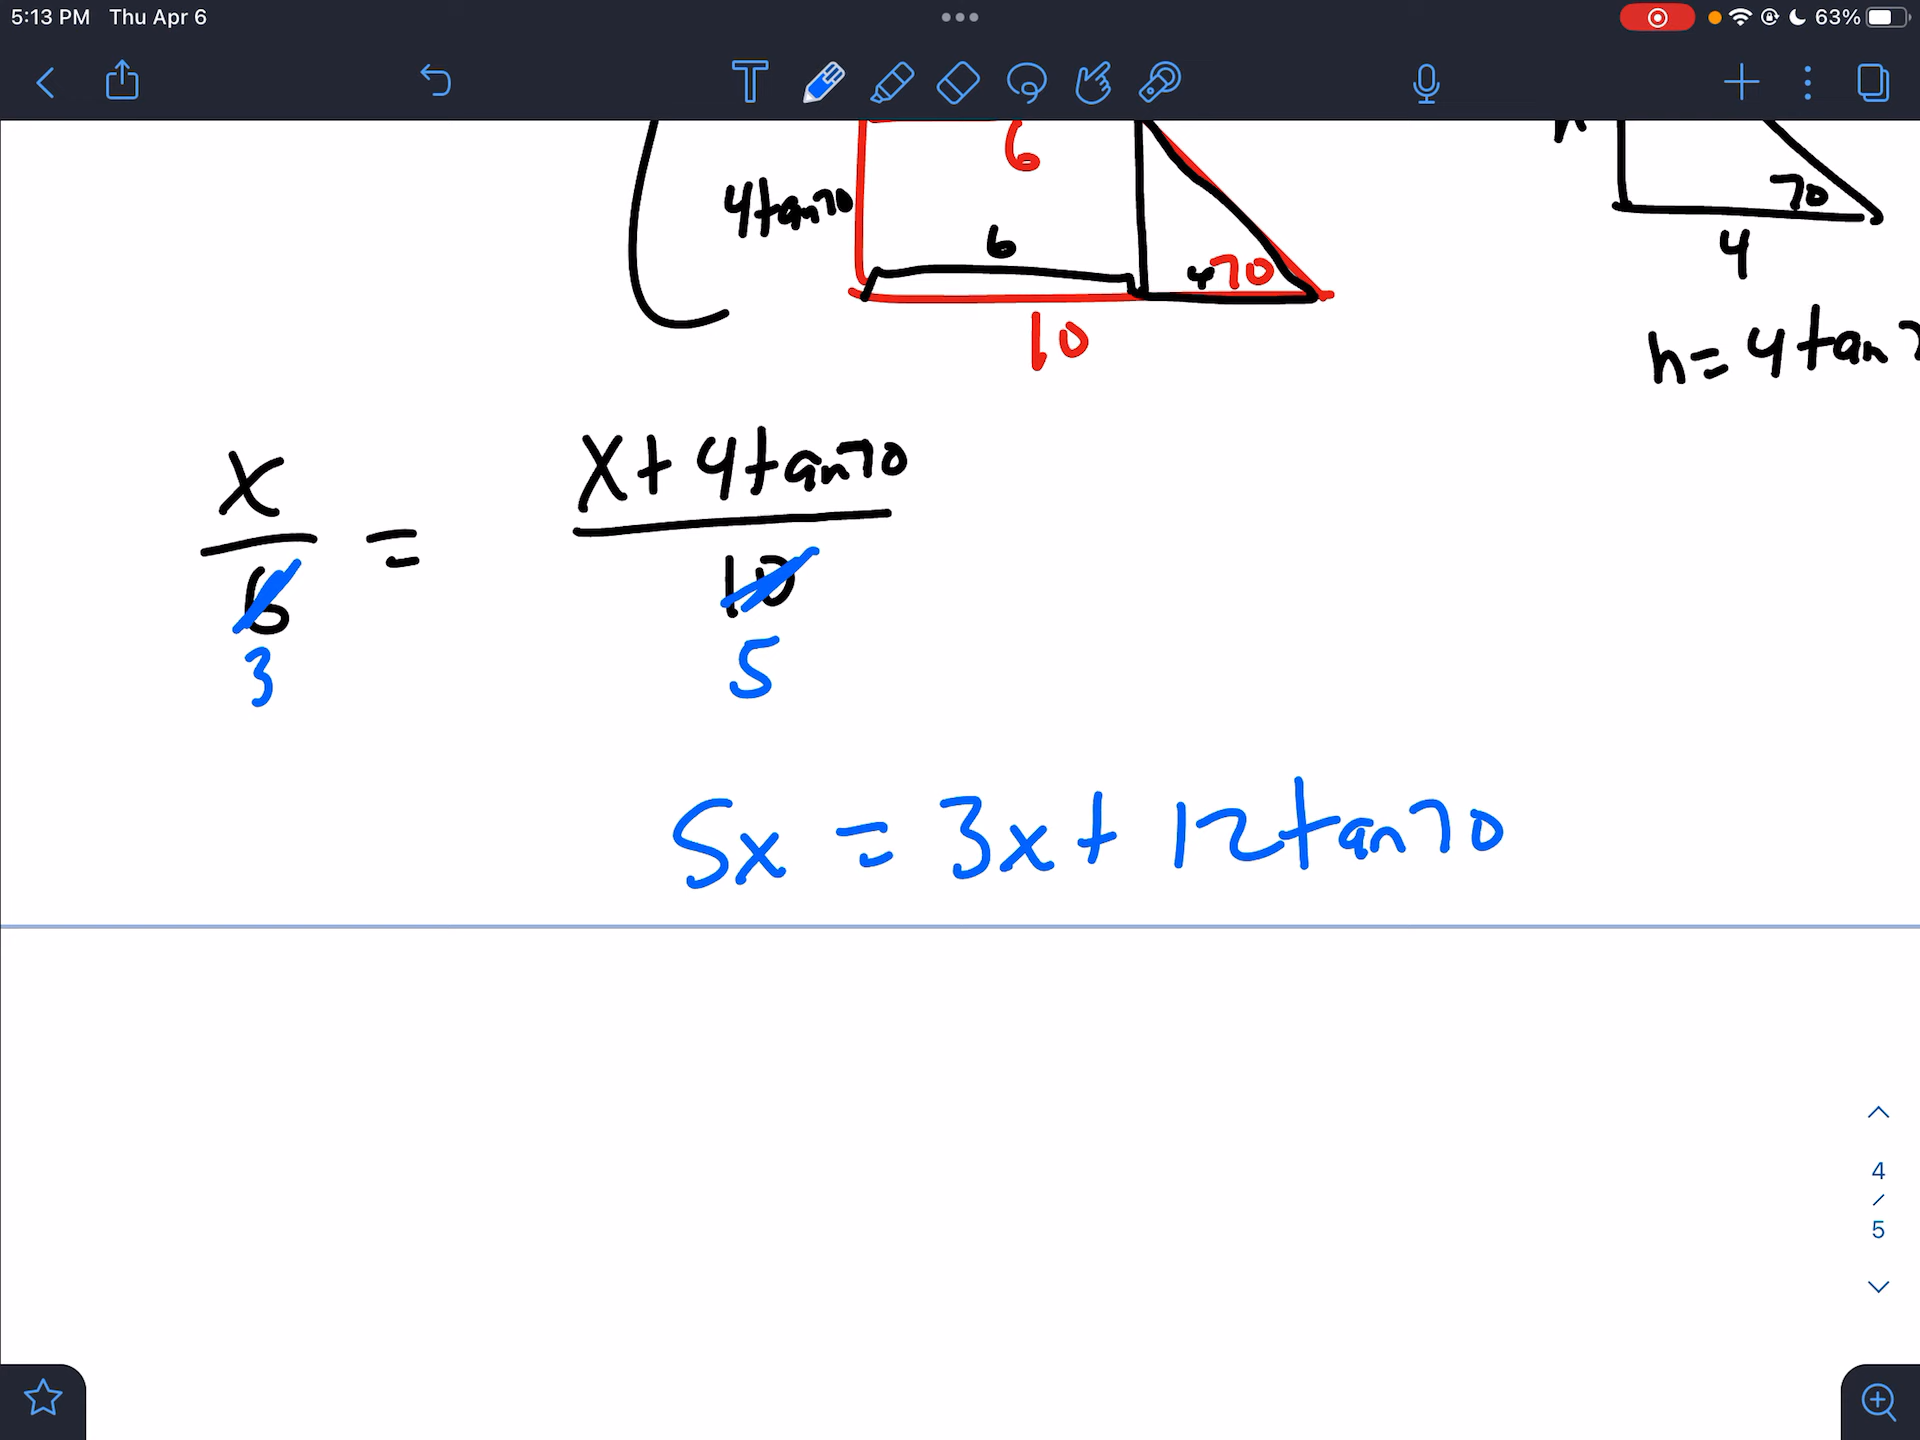 5:13 PM Thu Apr 6
63%
T
6
4tan70
6
4 70
10
70
4
h = 4tan
x/6 = x + 4tan70/10
3
5
5x = 3x + 12tan70
4
/
5